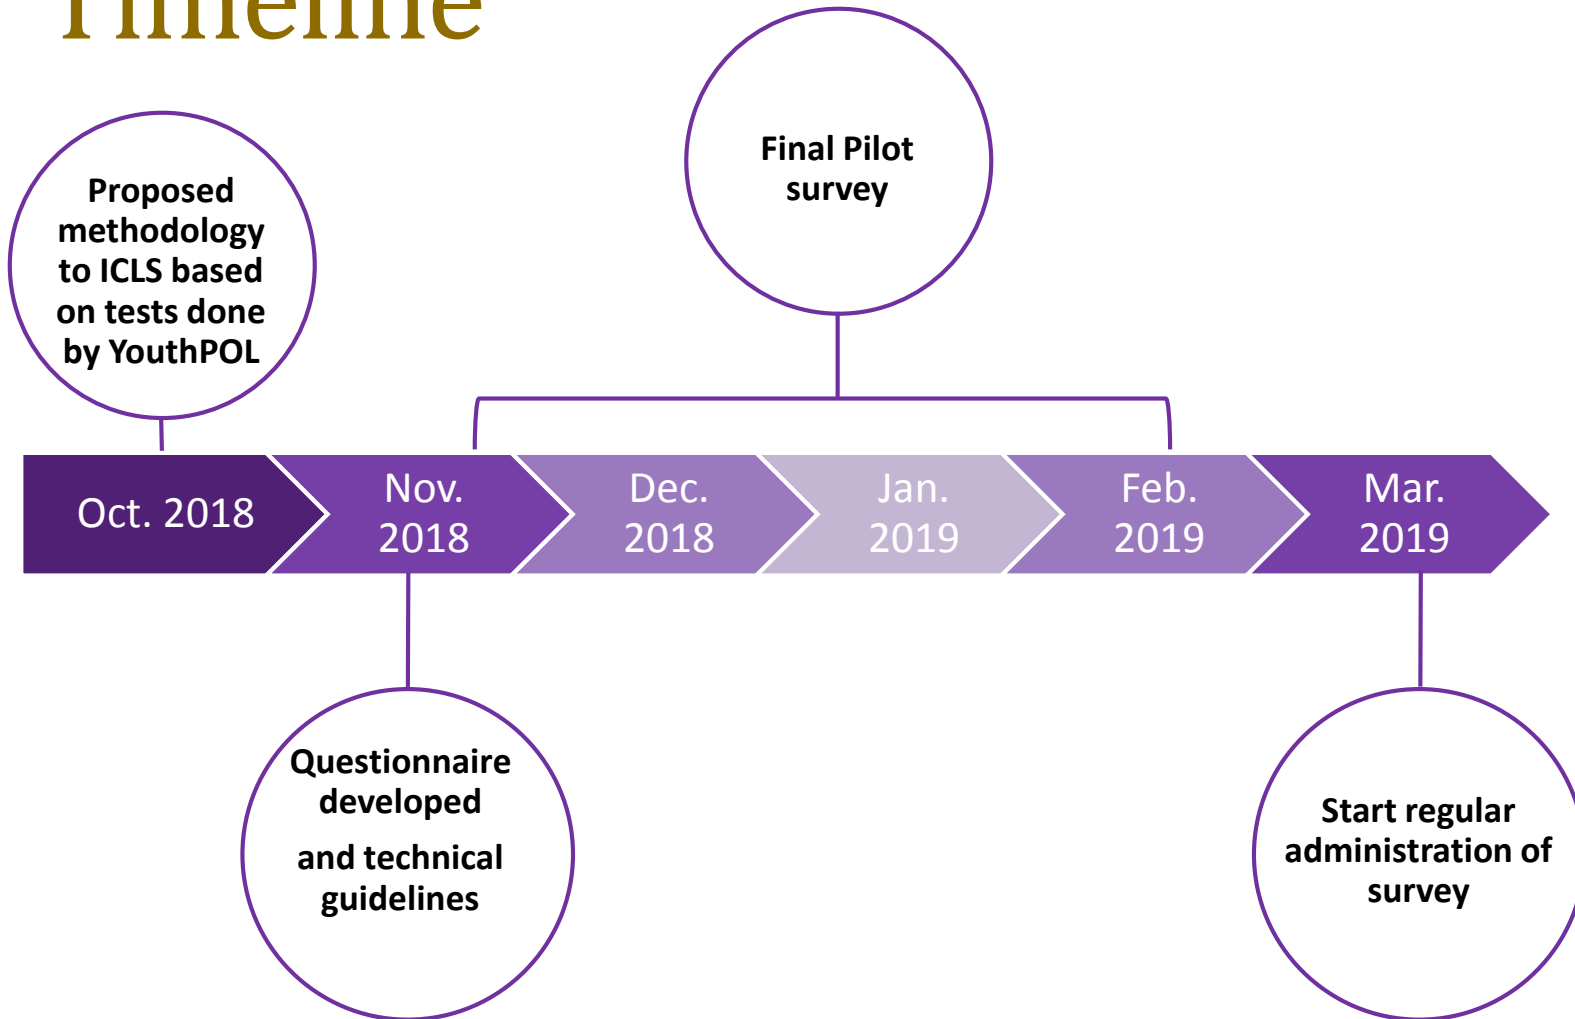 Timeline
Proposed
methodology
to ICLS based
on tests done
by YouthPOL
Final Pilot
survey
Oct. 2018
Nov.
2018
Dec.
2018
Jan.
2019
Feb.
2019
Mar.
2019
Questionnaire
developed
and technical
guidelines
Start regular
administration of
survey